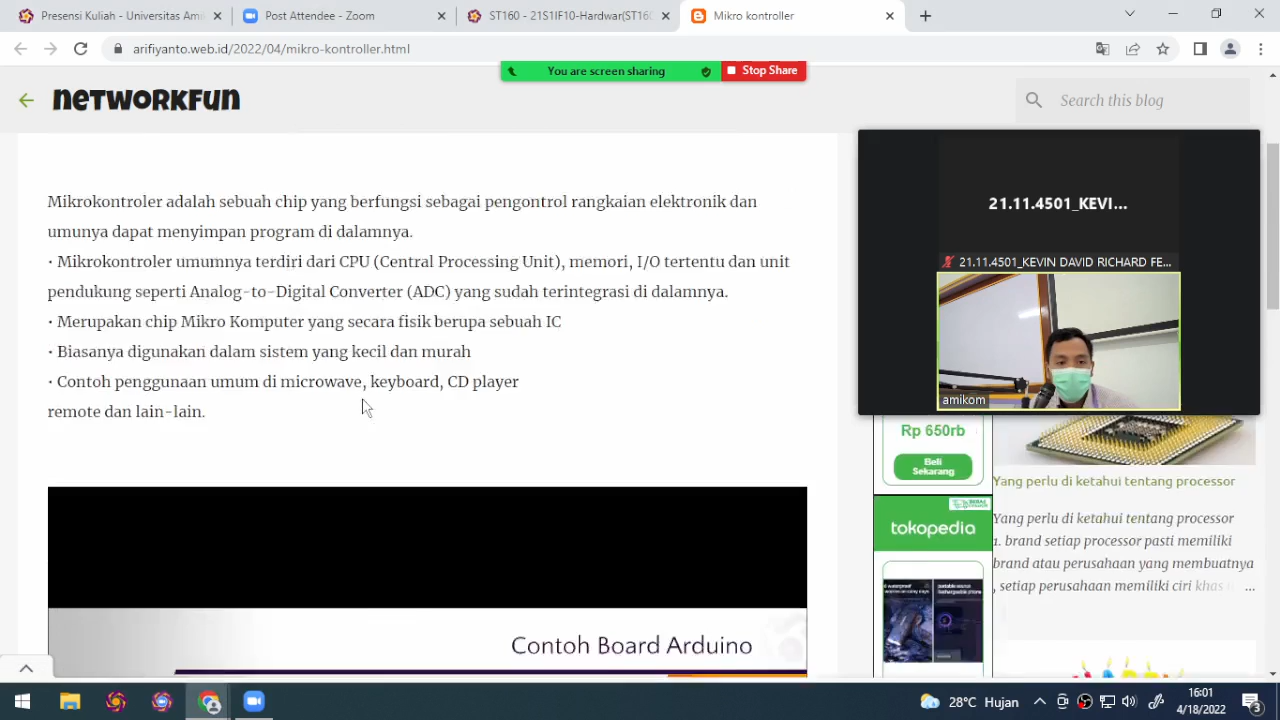 Presensi Kuliah - Universitas Ami
Post Attendee - Zoom
ST160 - 21S1IF10-Hardwar(ST160
Mikro kontroller
arifiyanto.web.id/2022/04/mikro-kontroller.html
You are screen sharing
Stop Share
NETWORKFUN
Search this blog
Mikrokontroler adalah sebuah chip yang berfungsi sebagai pengontrol rangkaian elektronik dan
umunya dapat menyimpan program di dalamnya.
• Mikrokontroler umumnya terdiri dari CPU (Central Processing Unit), memori, I/O tertentu dan unit
pendukung seperti Analog-to-Digital Converter (ADC) yang sudah terintegrasi di dalamnya.
• Merupakan chip Mikro Komputer yang secara fisik berupa sebuah IC
• Biasanya digunakan dalam sistem yang kecil dan murah
• Contoh penggunaan umum di microwave, keyboard, CD player
remote dan lain-lain.
Contoh Board Arduino
21.11.4501_KEVI...
21.11.4501_KEVIN DAVID RICHARD FE...
amikom
Rp 650rb
Beli
Sekarang
tokopedia
Yang perlu di ketahui tentang processor
Yang perlu di ketahui tentang processor
1. brand setiap processor pasti memiliki
brand atau perusahaan yang membuatnya
, setiap perusahaan memiliki ciri khas ...
28°C Hujan
16:01
4/18/2022
3